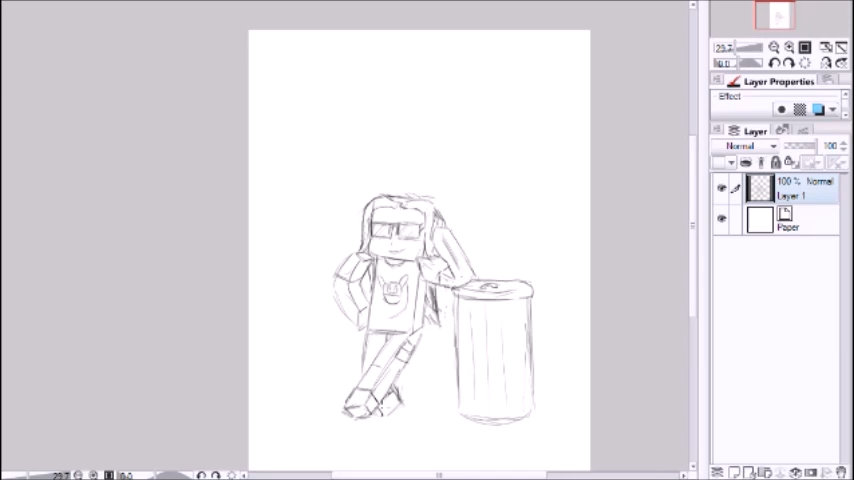 Layer Properties
Effect
Layer
Normal 100
100 % Normal
Layer 1
Paper